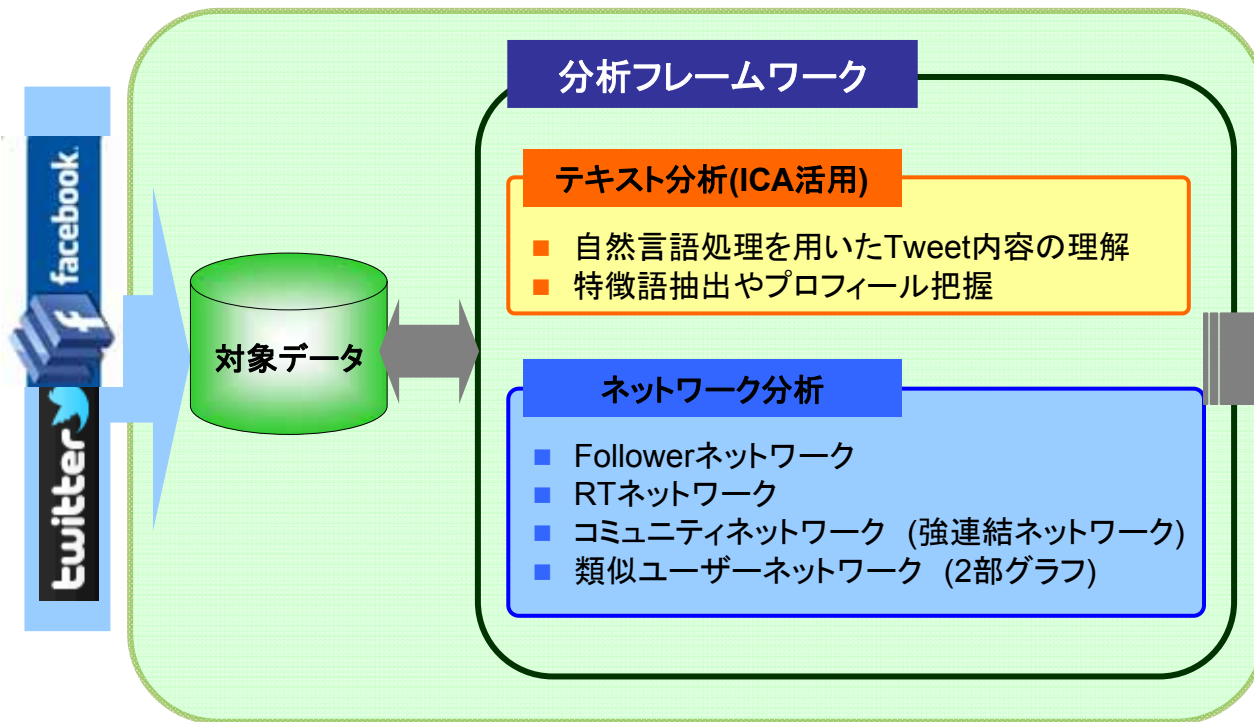 分析フレームワーク
facebook.
f
twitter
対象データ
テキスト分析(ICA活用)
■ 自然言語処理を用いたTweet内容の理解
■ 特徴語抽出やプロフィール把握
ネットワーク分析
■ Followerネットワーク
■ RTネットワーク
■ コミュニティネットワーク (強連結ネットワーク)
■ 類似ユーザーネットワーク (2部グラフ)